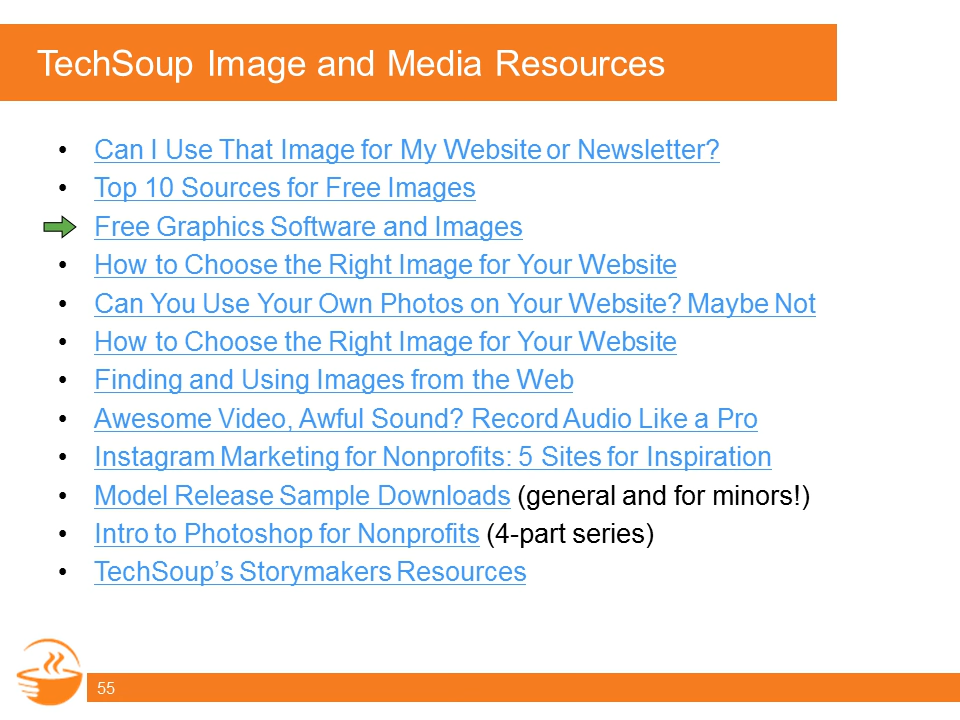 TechSoup Image and Media Resources
• Can I Use That Image for My Website or Newsletter?
• Top 10 Sources for Free Images
Free Graphics Software and Images
• How to Choose the Right Image for Your Website
• Can You Use Your Own Photos on Your Website? Maybe Not
• How to Choose the Right Image for Your Website
• Finding and Using Images from the Web
• Awesome Video, Awful Sound? Record Audio Like a Pro
• Instagram Marketing for Nonprofits: 5 Sites for Inspiration
• Model Release Sample Downloads (general and for minors!)
• Intro to Photoshop for Nonprofits (4-part series)
• TechSoup’s Storymakers Resources
55